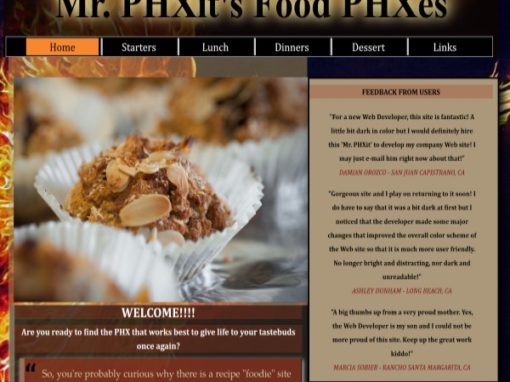 Mr. PHXit's Food PHXes
Home Starters Lunch Dinners Dessert Links
FEEDBACK FROM USERS
"For a new Web Developer, this site is fantastic! A
little bit dark in color but I would definitely hire
this 'Mr. PHXit' to develop my company Web site! I
may just e-mail him right now about that!"
DAMIAN OROZCO - SAN JUAN CAPISTRANO, CA
"Gorgeous site and I play on returning to it soon! I
do have to say that it was a bit dark at first but I
noticed that the developer made some major
changes that improved the overall color scheme of
the Web site so that it is much more user friendly.
No longer bright and distracting, nor dark and
unreadable!"
ASHLEY DUNHAM - LONG BEACH, CA
"A big thumbs up from a very proud mother. Yes,
the Web Developer is my son and I could not be
more proud of this site. Keep up the great work
kiddo!"
MARCIA SOBIER - RANCHO SANTA MARGARITA, CA
WELCOME!!!!
Are you ready to find the PHX that works best to give life to your tastebuds
once again?
“ So, you're probably curious why there is a recipe "foodie" site